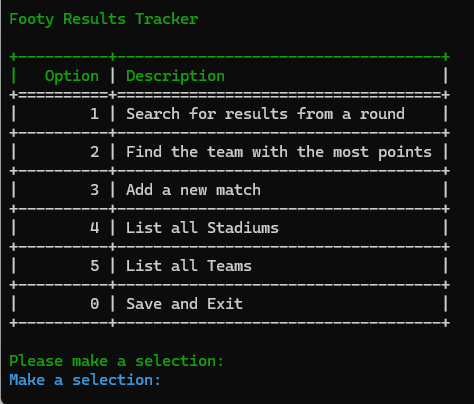 Footy Results Tracker
Option | Description
1 | Search for results from a round
2 | Find the team with the most points
3 | Add a new match
4 | List all Stadiums
5 | List all Teams
0 | Save and Exit
Please make a selection:
Make a selection: